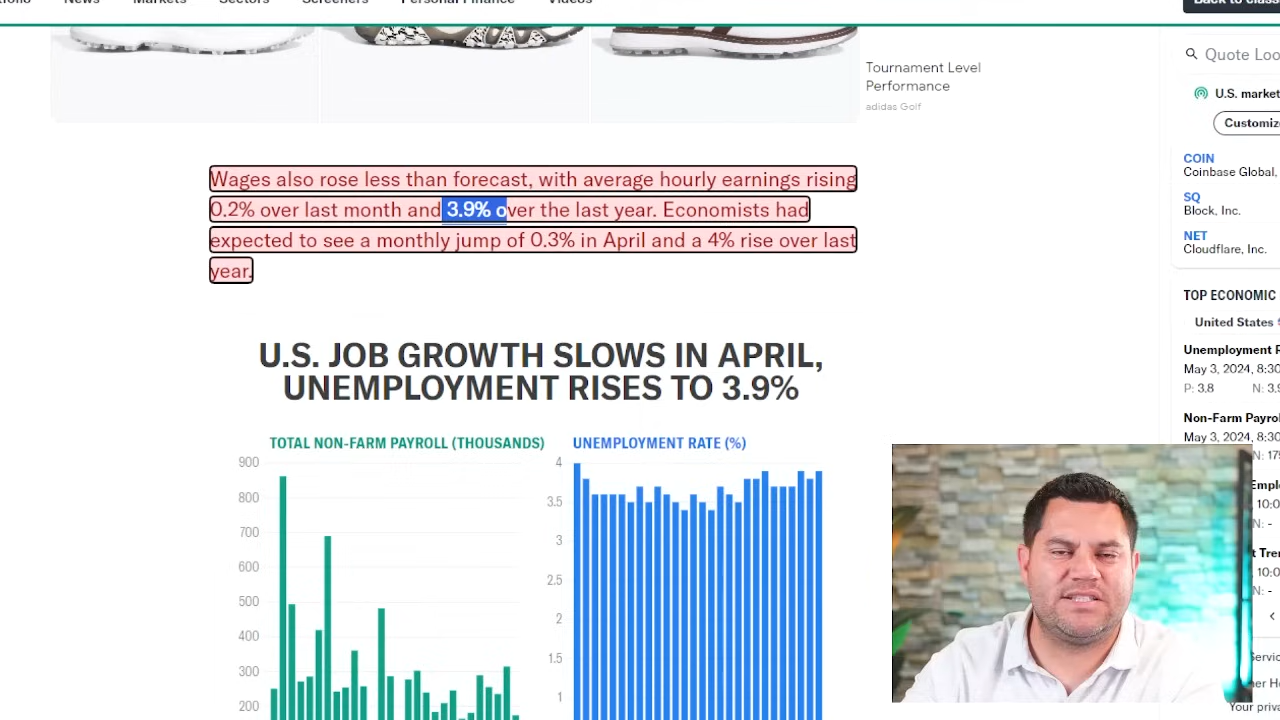 News
Markets
Sectors
Screeners
Personal Finance
Videos
Tournament Level
Performance
adidas Golf
Quote
U.S. market
COIN
Coinbase Global,
SQ
Block, Inc.
NET
Cloudflare, Inc.
TOP ECONOMIC
United States
Unemployment
May 3, 2024, 8:30
P: 3.8 N: 3.9
May 3, 2024, 8:30
Wages also rose less than forecast, with average hourly earnings rising
0.2% over last month and 3.9% over the last year. Economists had
expected to see a monthly jump of 0.3% in April and a 4% rise over last
year.
U.S. JOB GROWTH SLOWS IN APRIL,
UNEMPLOYMENT RISES TO 3.9%
TOTAL NON-FARM PAYROLL (THOUSANDS)
900
800
700
600
500
400
300
200
UNEMPLOYMENT RATE (%)
4
3.5
3
2.5
2
1.5
1